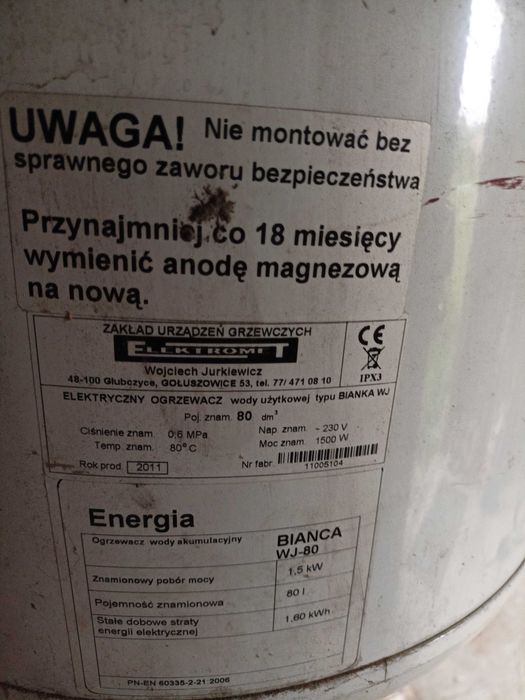 UWAGA! Nie montować bez
sprawnego zaworu bezpieczeństwa
Przynajmniej co 18 miesięcy
wymienić anodę magnezową
na nową.
ZAKŁAD URZĄDZEŃ GRZEWCZYCH
ELEKTROMET
Wojciech Jurkiewicz
48-100 Głubczyce, GOŁUSZOWICE 53, tel. 77/ 471 08 10
CE
IPX3
ELEKTRYCZNY OGRZEWACZ wody użytkowej typu BIANKA WJ
Poj. znam. 80 dm³
Ciśnienie znam. 0,6 MPa Nap. znam. ~ 230 V
Temp. znam. 80°C Moc znam. 1500 W
Rok prod. 2011 Nr fabr. 11005104
Energia
Ogrzewacz wody akumulacyjny BIANCA
WJ-80
Znamionowy pobór mocy 1,5 kW
Pojemność znamionowa 80 l
Stałe dobowe straty
energii elektrycznej 1,60 kWh
PN-EN 60335-2-21 2006